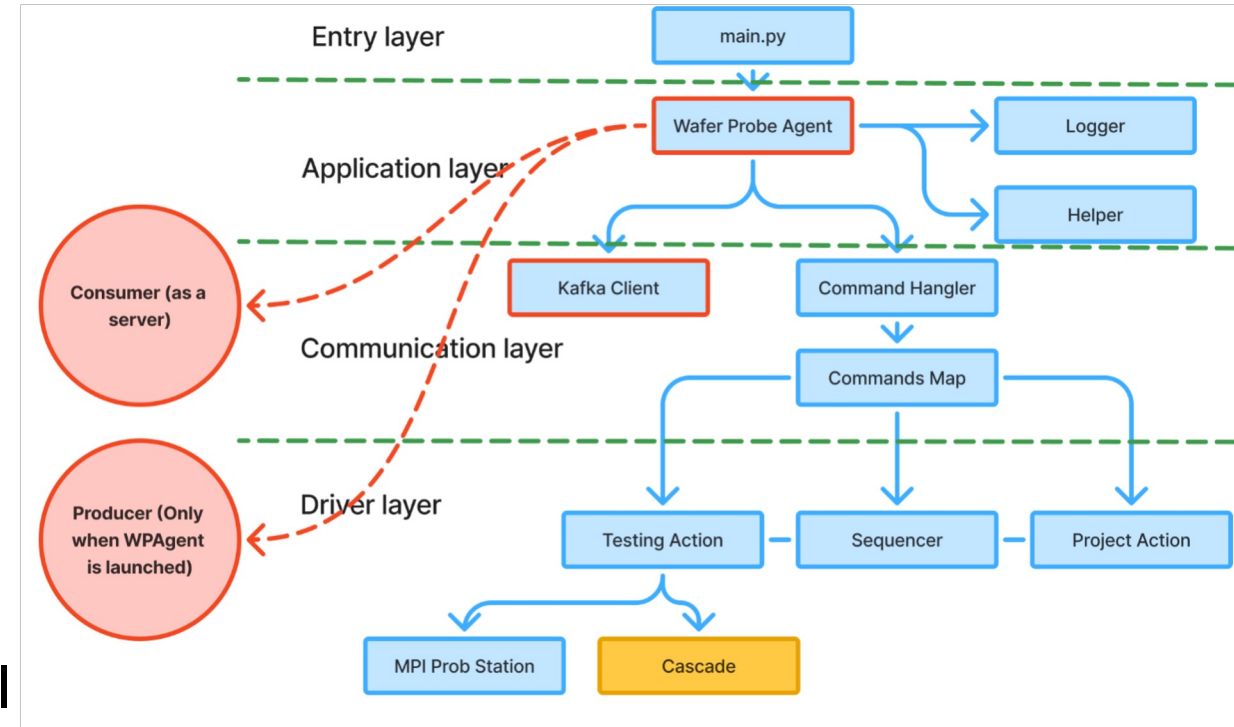 Entry layer
main.py
Wafer Probe Agent
Logger
Application layer
Helper
Consumer (as a
server)
Kafka Client
Command Hangler
Communication layer
Commands Map
Producer (Only
when WPAgent
is launched)
Driver layer
Testing Action
Sequencer
Project Action
MPI Prob Station
Cascade